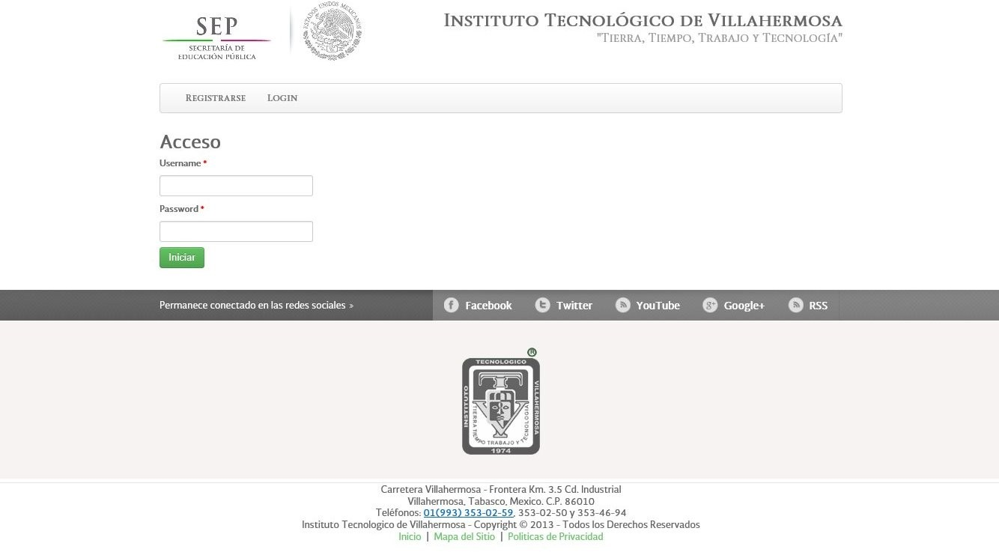 SEP
SECRETARÍA DE
EDUCACIÓN PÚBLICA
ESTADOS UNIDOS MEXICANOS
INSTITUTO TECNOLÓGICO DE VILLAHERMOSA
"TIERRA, TIEMPO, TRABAJO Y TECNOLOGÍA"
REGISTRARSE LOGIN
Acceso
Username *
Password *
Iniciar
Permanece conectado en las redes sociales » Facebook Twitter YouTube Google+ RSS
®
TECNOLOGICO
INSTITUTO
VILLAHERMOSA
TIERRA TIEMPO TRABAJO Y TECNOLOGIA
1974
Carretera Villahermosa - Frontera Km. 3.5 Cd. Industrial
Villahermosa, Tabasco, Mexico. C.P. 86010
Teléfonos: 01(993) 353-02-59, 353-02-50 y 353-46-94
Instituto Tecnologico de Villahermosa - Copyright © 2013 - Todos los Derechos Reservados
Inicio | Mapa del Sitio | Politicas de Privacidad